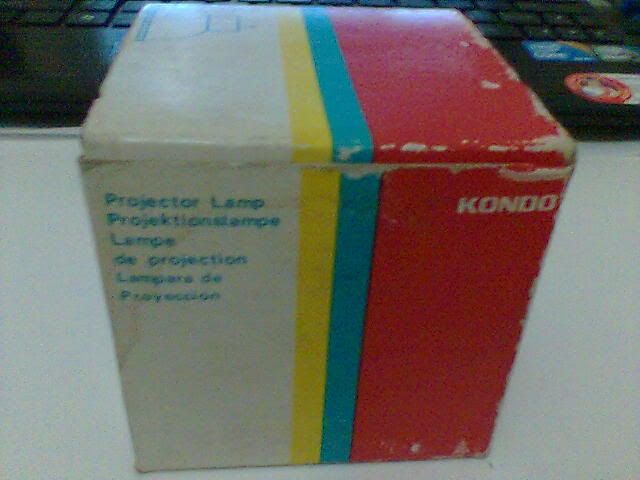 Projector Lamp
Projektionslampe
Lampe
de projection
Lampara de
Proyeccion
KONDO